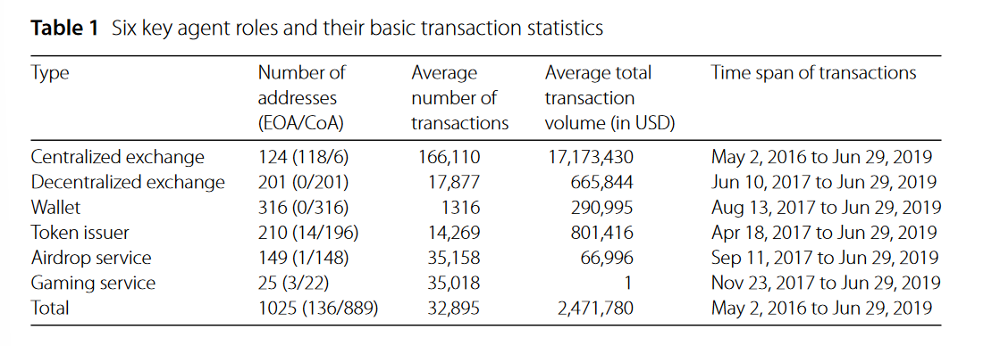 Table 1 Six key agent roles and their basic transaction statistics
Type Number of addresses (EOA/CoA) Average number of transactions Average total transaction volume (in USD) Time span of transactions
Centralized exchange 124 (118/6) 166,110 17,173,430 May 2, 2016 to Jun 29, 2019
Decentralized exchange 201 (0/201) 17,877 665,844 Jun 10, 2017 to Jun 29, 2019
Wallet 316 (0/316) 1316 290,995 Aug 13, 2017 to Jun 29, 2019
Token issuer 210 (14/196) 14,269 801,416 Apr 18, 2017 to Jun 29, 2019
Airdrop service 149 (1/148) 35,158 66,996 Sep 11, 2017 to Jun 29, 2019
Gaming service 25 (3/22) 35,018 1 Nov 23, 2017 to Jun 29, 2019
Total 1025 (136/889) 32,895 2,471,780 May 2, 2016 to Jun 29, 2019